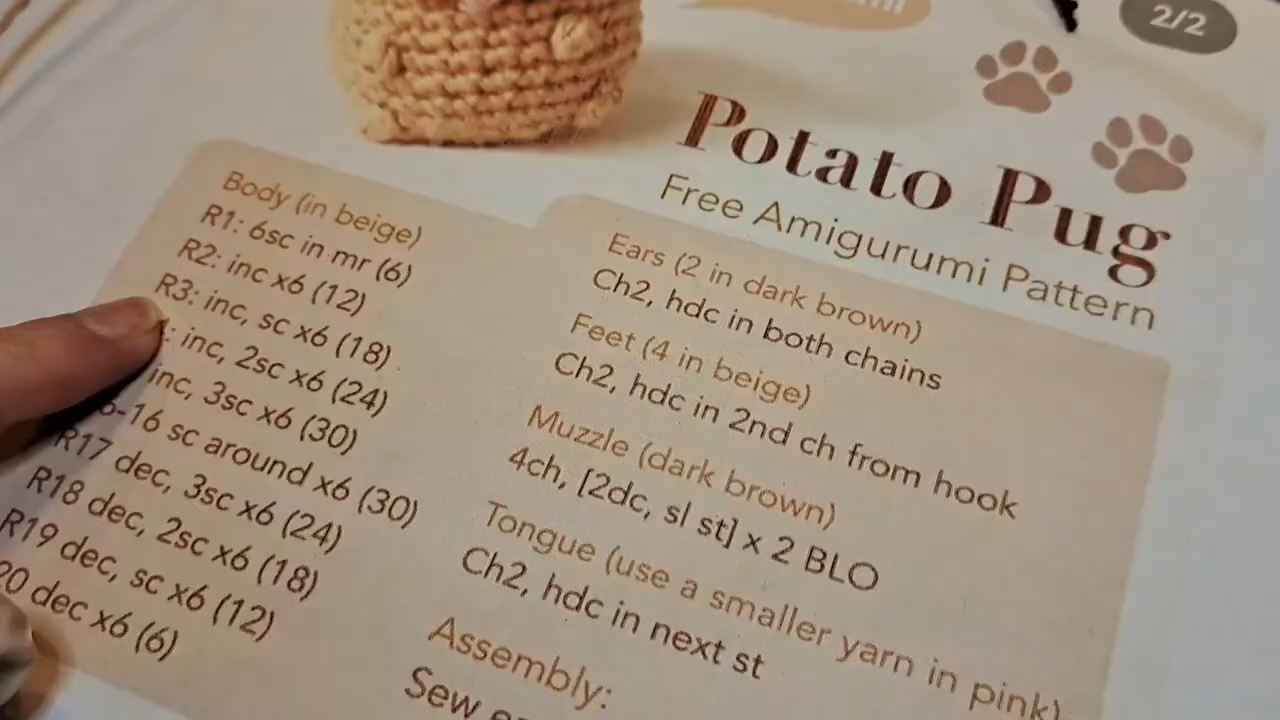 2/2
Potato Pug
Free Amigurumi Pattern
Body (in beige)
R1: 6sc in mr (6)
R2: inc x6 (12)
R3: inc, sc x6 (18)
: inc, 2sc x6 (24)
inc, 3sc x6 (30)
6-16 sc around x6 (30)
R17 dec, 3sc x6 (24)
R18 dec, 2sc x6 (18)
R19 dec, sc x6 (12)
20 dec x6 (6)
Ears (2 in dark brown)
Ch2, hdc in both chains
Feet (4 in beige)
Ch2, hdc in 2nd ch from hook
Muzzle (dark brown)
4ch, [2dc, sl st] x 2 BLO
Tongue (use a smaller yarn in pink)
Ch2, hdc in next st
Assembly:
Sew